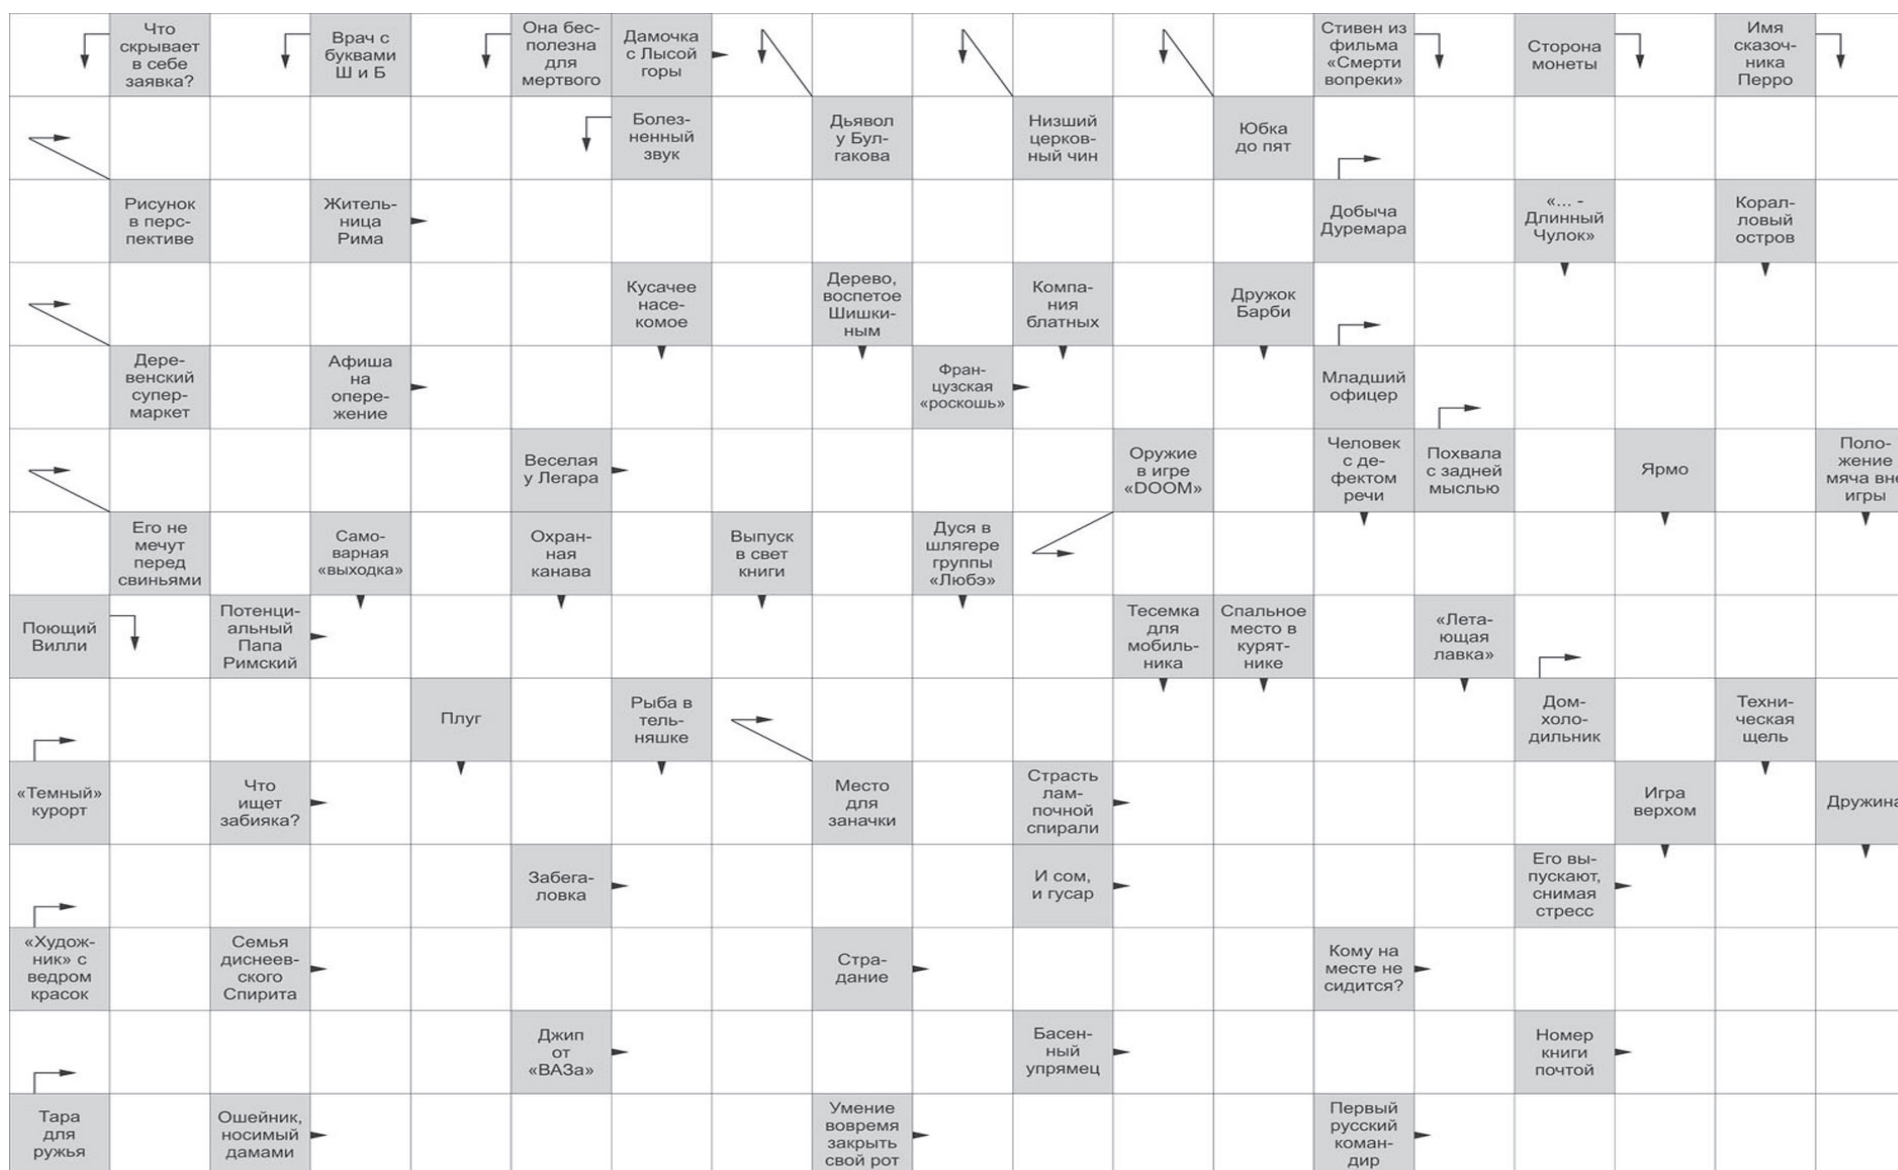 Что
скрывает
в себе
заявка?
Врач с
буквами
Ш и Б
Она бес-
полезна
для
мертвого
Дамочка
с Лысой
горы
Стивен из
фильма
«Смерти
вопреки»
Сторона
монеты
Имя
сказоч-
ника
Перро
Болез-
ненный
звук
Дьявол
у Бул-
гакова
Низший
церков-
ный чин
Юбка
до пят
Рисунок
в перс-
пективе
Житель-
ница
Рима
Добыча
Дуремара
«... -
Длинный
Чулок»
Корал-
ловый
остров
Кусачее
насе-
комое
Дерево,
воспетое
Шишки-
ным
Компа-
ния
блатных
Дружок
Барби
Дере-
венский
супер-
маркет
Афиша
на
опере-
жение
Фран-
цузская
«роскошь»
Младший
офицер
Веселая
у Легара
Оружие
в игре
«DOOM»
Человек
с де-
фектом
речи
Похвала
с задней
мыслью
Ярмо
Поло-
жение
мяча вне
игры
Его не
мечут
перед
свиньями
Само-
варная
«выходка»
Охран-
ная
канава
Выпуск
в свет
книги
Дуся в
шлягере
группы
«Любэ»
Поющий
Вилли
Потенци-
альный
Папа
Римский
Тесемка
для
мобиль-
ника
Спальное
место в
курят-
нике
«Лета-
ющая
лавка»
Плуг
Рыба в
тель-
няшке
Дом-
холо-
дильник
Техни-
ческая
щель
«Темный»
курорт
Что
ищет
забияка?
Место
для
заначки
Страсть
лам-
почной
спирали
Игра
верхом
Дружина
Забега-
ловка
И сом,
и гусар
Его вы-
пускают,
снимая
стресс
«Худож-
ник» с
ведром
красок
Семья
диснеев-
ского
Спирита
Стра-
дание
Кому на
месте не
сидится?
Джип
от
«ВАЗа»
Басен-
ный
упрямец
Номер
книги
почтой
Тара
для
ружья
Ошейник,
носимый
дамами
Умение
вовремя
закрыть
свой рот
Первый
русский
коман-
дир